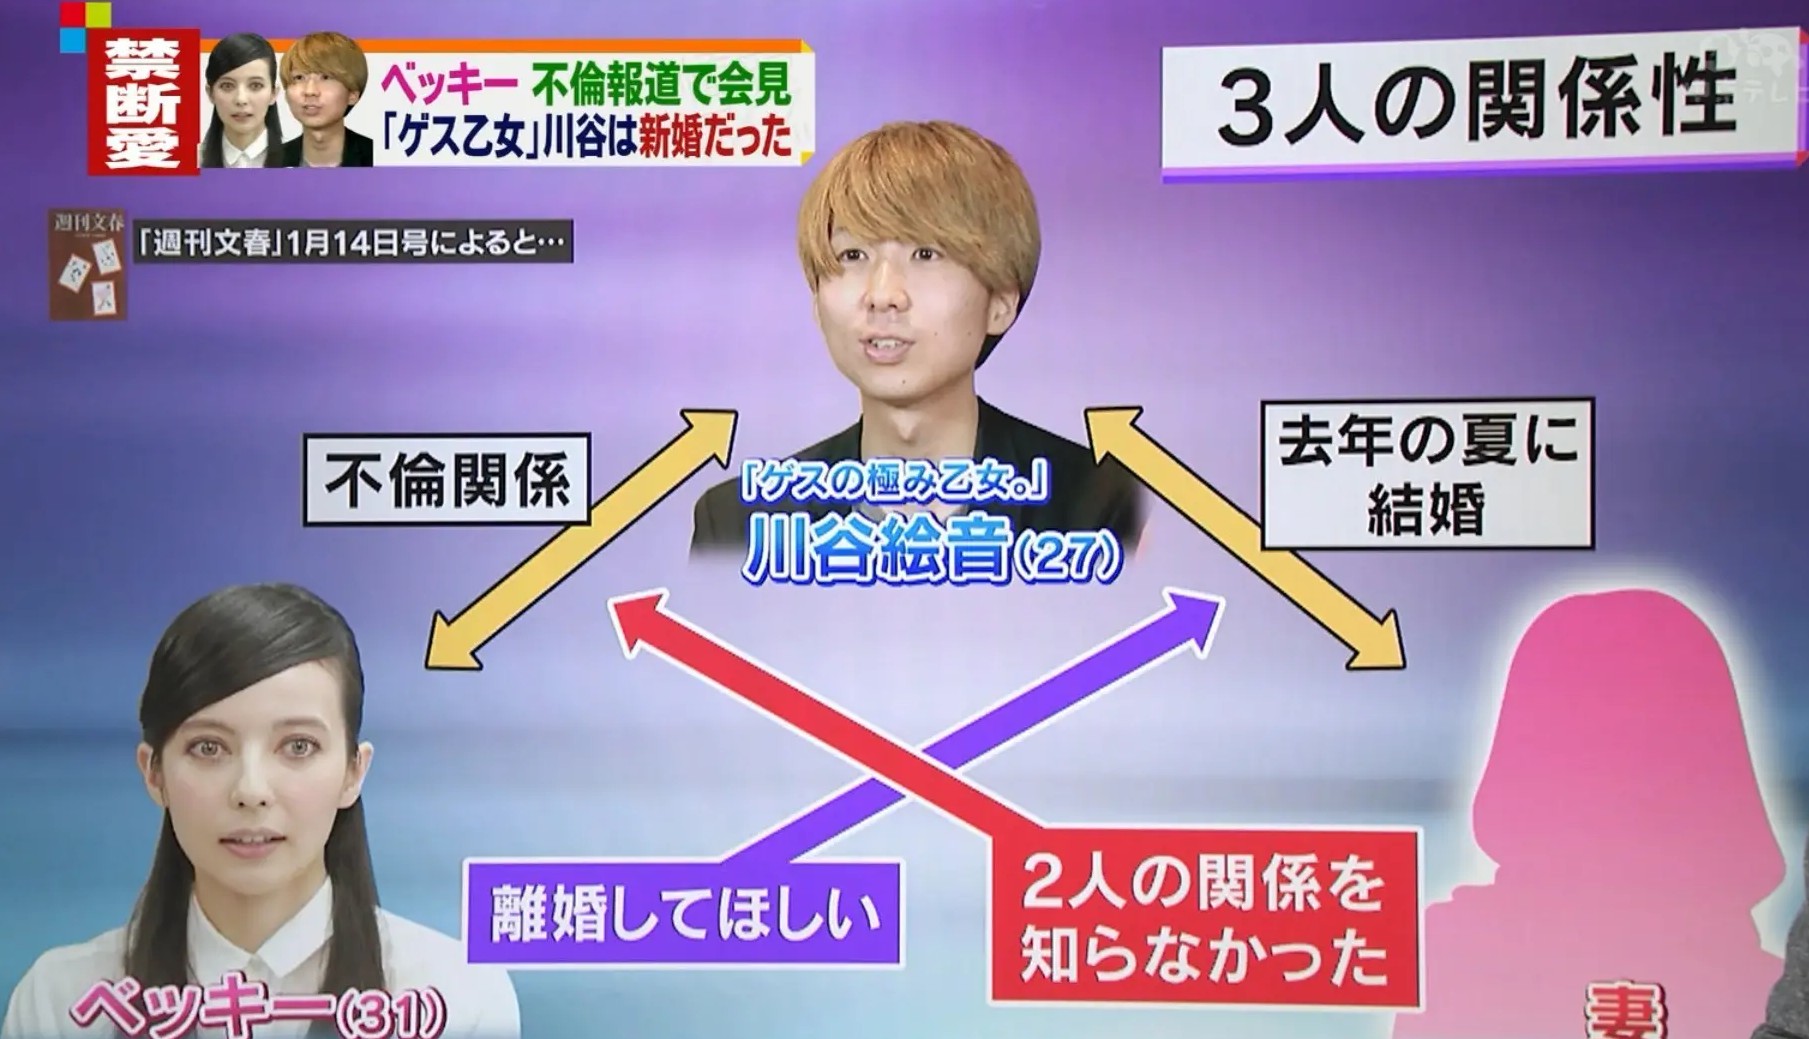 禁断愛
ベッキー 不倫報道で会見
「ゲス乙女」川谷は新婚だった
3人の関係性
週刊文春
「週刊文春」1月14日号によると…
不倫関係
去年の夏に
結婚
「ゲスの極み乙女。」
川谷絵音(27)
離婚してほしい
2人の関係を
知らなかった
ベッキー(31)
妻